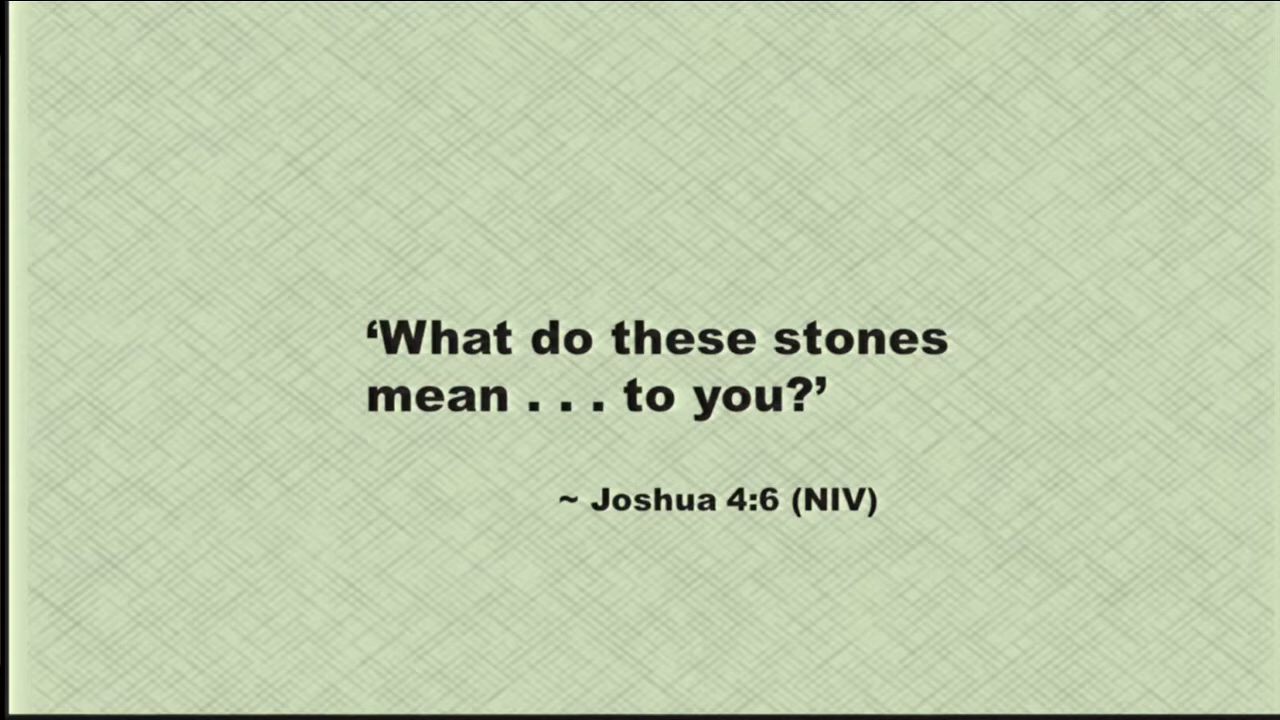 ‘What do these stones
mean . . . to you?’
~ Joshua 4:6 (NIV)